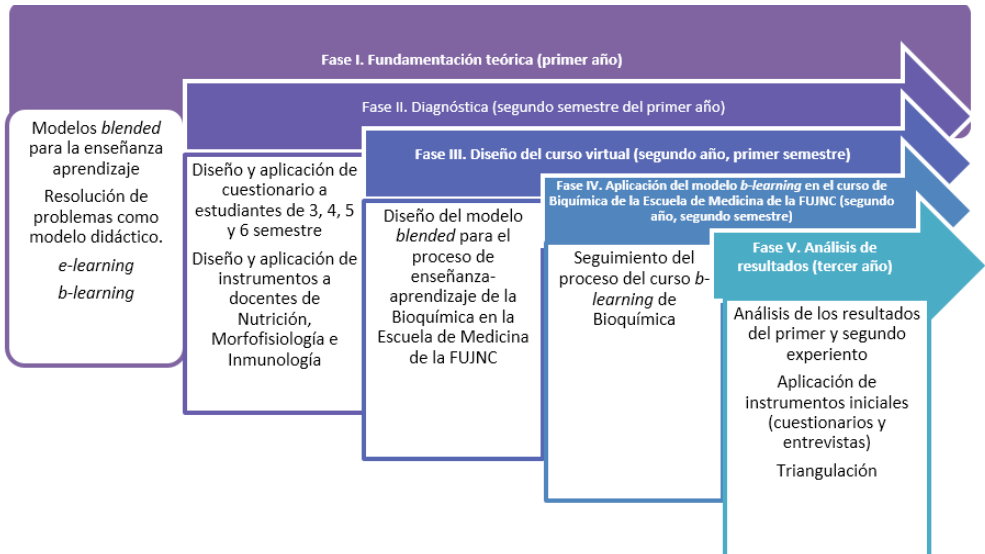 Fase I. Fundamentación teórica (primer año)
Modelos blended
para la enseñanza
aprendizaje
Resolución de
problemas como
modelo didáctico.
e-learning
b-learning
Fase II. Diagnóstica (segundo semestre del primer año)
Diseño y aplicación de
cuestionario a
estudiantes de 3, 4, 5
y 6 semestre
Diseño y aplicación de
instrumentos a
docentes de
Nutrición,
Morfofisiología e
Inmunología
Fase III. Diseño del curso virtual (segundo año, primer semestre)
Diseño del modelo
blended para el
proceso de
enseñanza-
aprendizaje de la
Bioquímica en la
Escuela de Medicina
de la FUJNC
Fase IV. Aplicación del modelo b-learning en el curso de
Biquímica de la Escuela de Medicina de la FUJNC (segundo
año, segundo semestre)
Seguimiento del
proceso del curso b-
learning de
Bioquímica
Fase V. Análisis de
resultados (tercer año)
Análisis de los resultados
del primer y segundo
experiento
Aplicación de
instrumentos iniciales
(cuestionarios y
entrevistas)
Triangulación